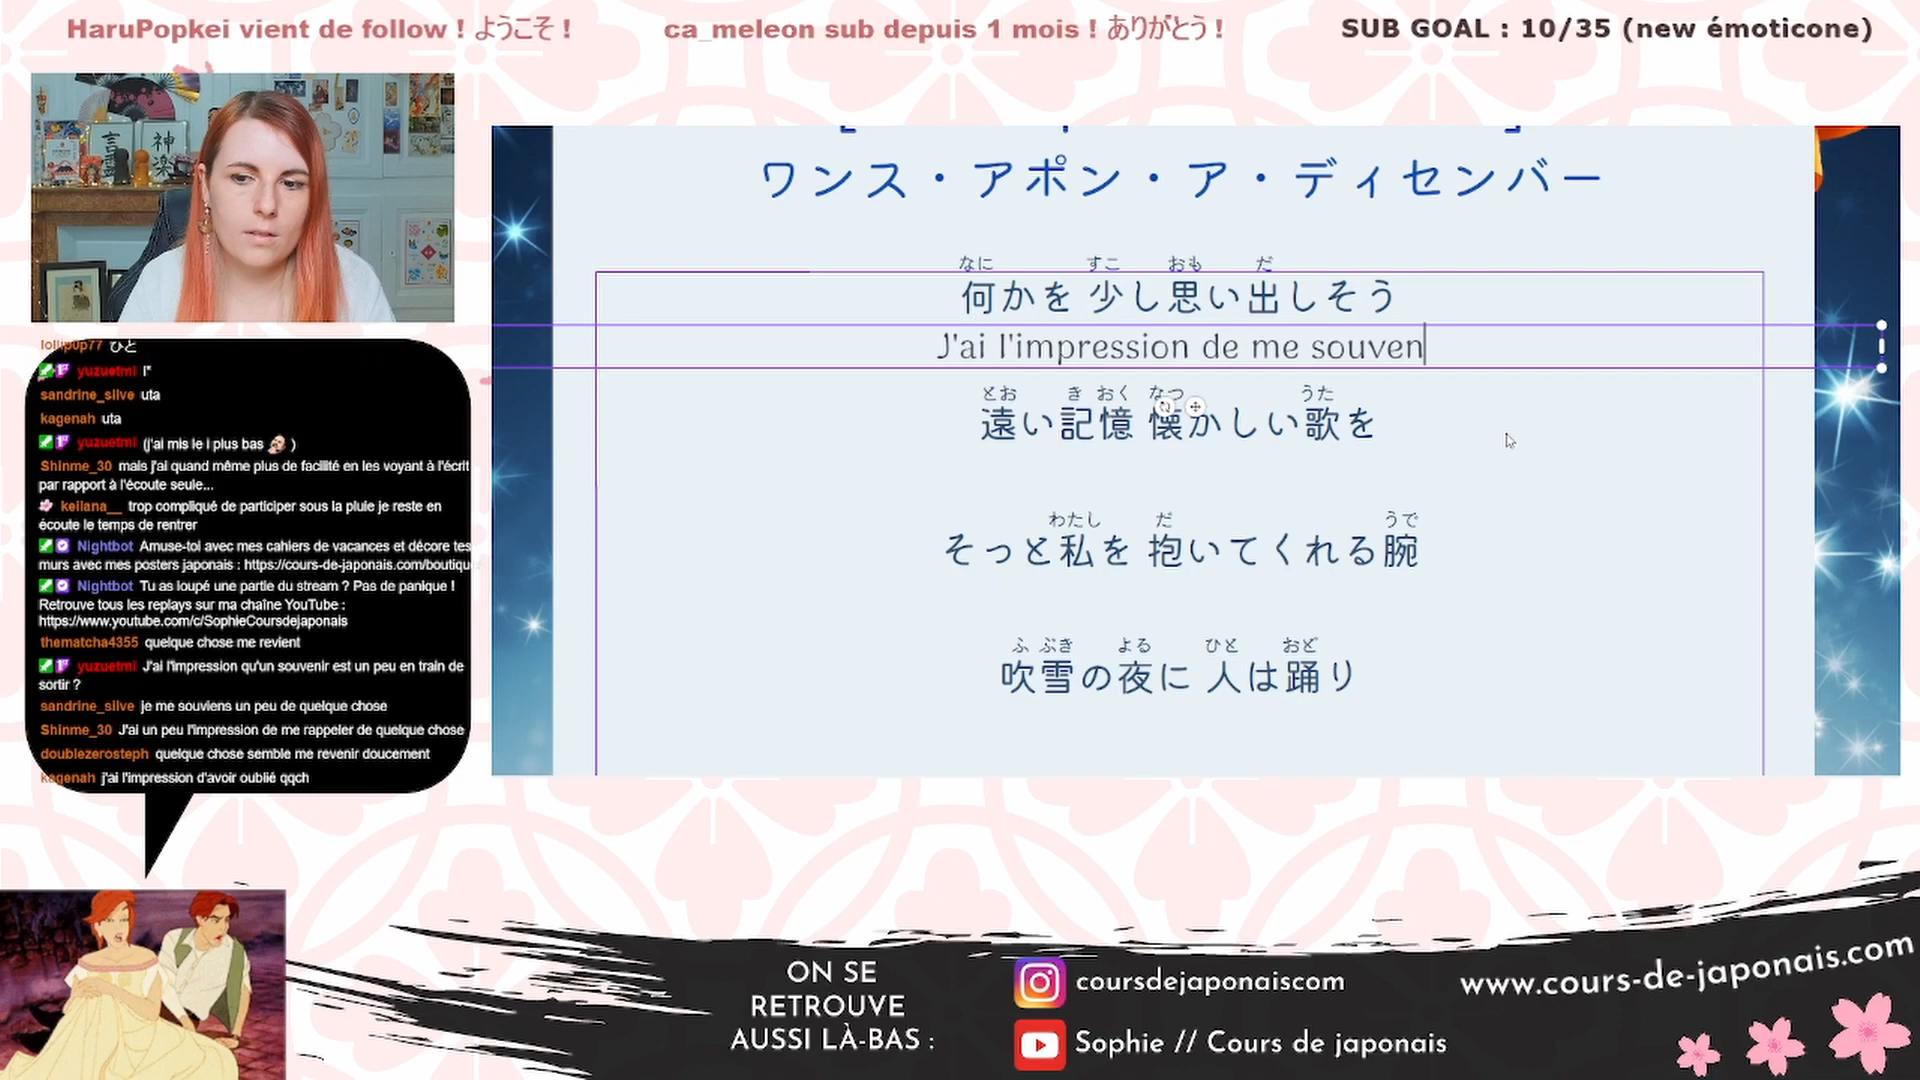 HaruPopkei vient de follow ! ようこそ !
ca_meleon sub depuis 1 mois ! ありがとう !
SUB GOAL : 10/35 (new émoticone)
言霊
神楽
lollip0p77 ひと
yuzuetmi l"
sandrine_silve uta
kagenah uta
yuzuetmi (j'ai mis le i plus bas )
Shinme_30 mais j'ai quand même plus de facilité en les voyant à l'écrit
par rapport à l'écoute seule...
keilana__ trop compliqué de participer sous la pluie je reste en
écoute le temps de rentrer
Nightbot Amuse-toi avec mes cahiers de vacances et décore tes
murs avec mes posters japonais : https://cours-de-japonais.com/boutique
Nightbot Tu as loupé une partie du stream ? Pas de panique !
Retrouve tous les replays sur ma chaîne YouTube :
https://www.youtube.com/c/SophieCoursdejaponais
thematcha4355 quelque chose me revient
yuzuetmi J'ai l'impression qu'un souvenir est un peu en train de
sortir ?
sandrine_silve je me souviens un peu de quelque chose
Shinme_30 J'ai un peu l'impression de me rappeler de quelque chose
doublezerosteph quelque chose semble me revenir doucement
kagenah j'ai l'impression d'avoir oublié qqch
ワンス・アポン・ア・ディセンバー
なに すこ おも だ
何かを 少し思い出しそう
J'ai l'impression de me souven
とお き おく なつ うた
遠い記憶 懐かしい歌を
わたし だ うで
そっと私を 抱いてくれる腕
ふ ぶき よる ひと おど
吹雪の夜に 人は踊り
ON SE
RETROUVE
AUSSI LÀ-BAS :
coursdejaponaiscom
Sophie // Cours de japonais
www.cours-de-japonais.com